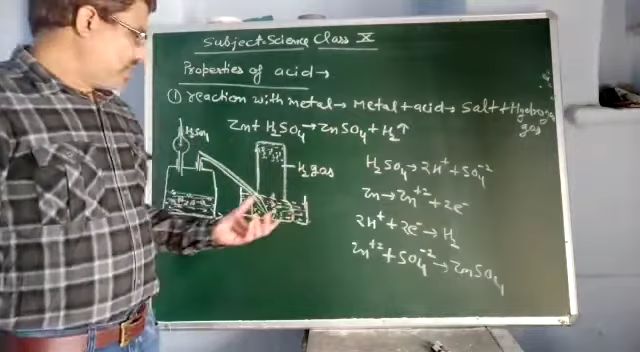 Subject-Science Class X
Properties of acid→
① reaction with metal→ Metal+acid→ Salt+Hydrogen gas
Zn+H₂SO₄→ZnSO₄+H₂↑
H₂SO₄
H₂ gas
H₂SO₄→2H⁺+SO₄⁻²
Zn→Zn⁺²+2e⁻
2H⁺+2e⁻→H₂
Zn⁺²+SO₄⁻²→ZnSO₄